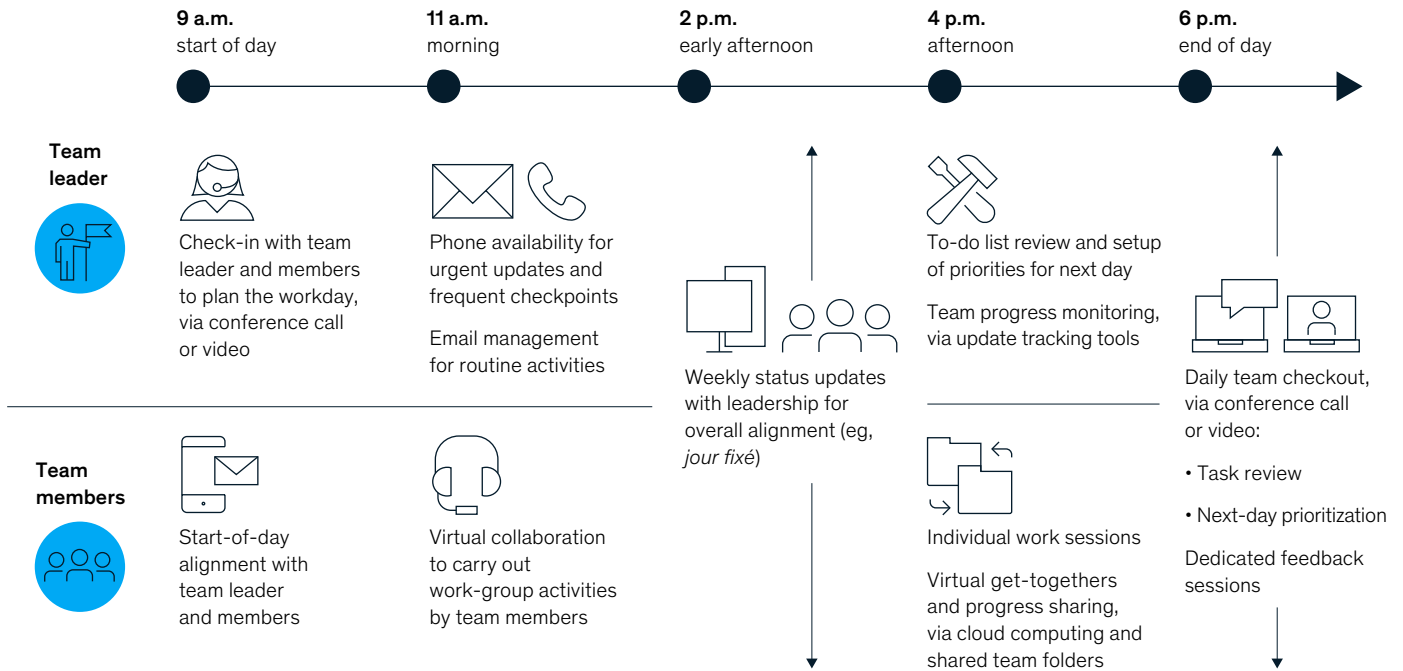 9 a.m.
start of day
11 a.m.
morning
2 p.m.
early afternoon
4 p.m.
afternoon
6 p.m.
end of day
Team
leader
Check-in with team
leader and members
to plan the workday,
via conference call
or video
Phone availability for
urgent updates and
frequent checkpoints
Email management
for routine activities
Weekly status updates
with leadership for
overall alignment (eg,
jour fixé)
To-do list review and setup
of priorities for next day
Team progress monitoring,
via update tracking tools
Daily team checkout,
via conference call
or video:
• Task review
• Next-day prioritization
Dedicated feedback
sessions
Team
members
Start-of-day
alignment with
team leader
and members
Virtual collaboration
to carry out
work-group activities
by team members
Individual work sessions
Virtual get-togethers
and progress sharing,
via cloud computing and
shared team folders